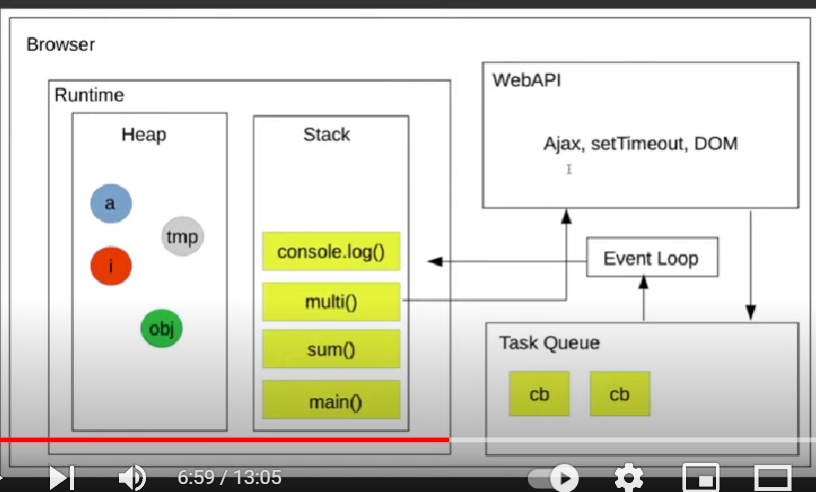 Browser
Runtime
Heap
a
tmp
i
obj
Stack
console.log()
multi()
sum()
main()
WebAPI
Ajax, setTimeout, DOM
Event Loop
Task Queue
cb
cb
6:59 / 13:05